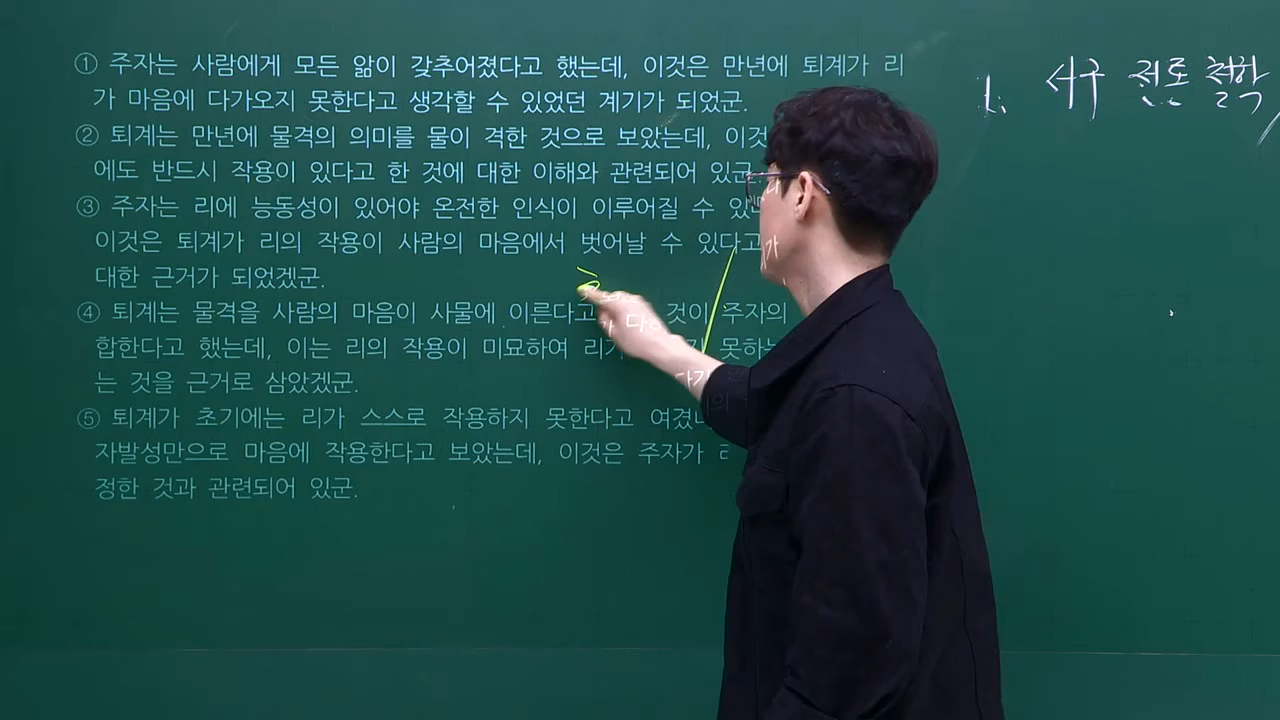 ① 주자는 사람에게 모든 앎이 갖추어졌다고 했는데, 이것은 만년에 퇴계가 리
가 마음에 다가오지 못한다고 생각할 수 있었던 계기가 되었군.
② 퇴계는 만년에 물격의 의미를 물이 격한 것으로 보았는데,
에도 반드시 작용이 있다고 한 것에 대한 이해와 관련되어 있군.
③ 주자는 리에 능동성이 있어야 온전한 인식이 이루어질 수
이것은 퇴계가 리의 작용이 사람의 마음에서 벗어날 수 있다고
대한 근거가 되었겠군.
④ 퇴계는 물격을 사람의 마음이 사물에 이른다고 것이 주자의
합한다고 했는데, 이는 리의 작용이 미묘하여
는 것을 근거로 삼았겠군.
⑤ 퇴계가 초기에는 리가 스스로 작용하지 못한다고
자발성만으로 마음에 작용한다고 보았는데, 이것은 주자가
정한 것과 관련되어 있군.
1. 서구 전통 철학